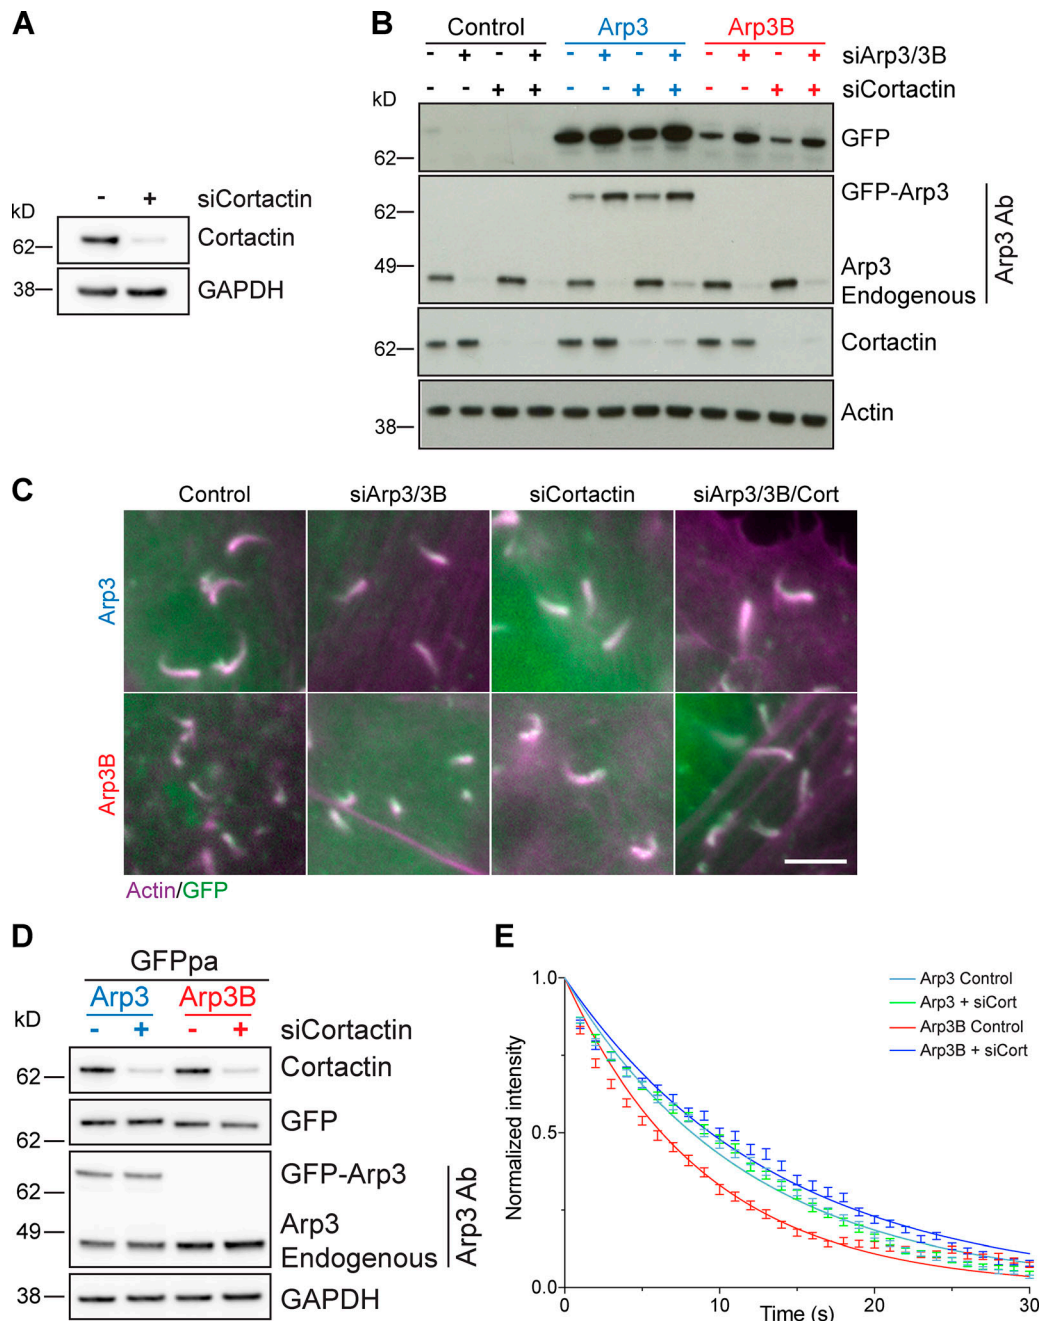 A
- + siCortactin
kD
62 Cortactin
38 GAPDH
B
Control Arp3 Arp3B
- + - + - + - + - + - + siArp3/3B
- - + + - - + + - - + + siCortactin
kD
62 GFP
62 GFP-Arp3
49 Arp3
Endogenous
Arp3 Ab
62 Cortactin
38 Actin
C
Control siArp3/3B siCortactin siArp3/3B/Cort
Arp3
Arp3B
Actin/GFP
D
GFPpa
Arp3 Arp3B
- + - + siCortactin
kD
62 Cortactin
62 GFP
62 GFP-Arp3
49 Arp3
Endogenous
Arp3 Ab
38 GAPDH
E
Arp3 Control
Arp3 + siCort
Arp3B Control
Arp3B + siCort
Normalized intensity
1.0
0.5
0.0
0 10 20 30
Time (s)